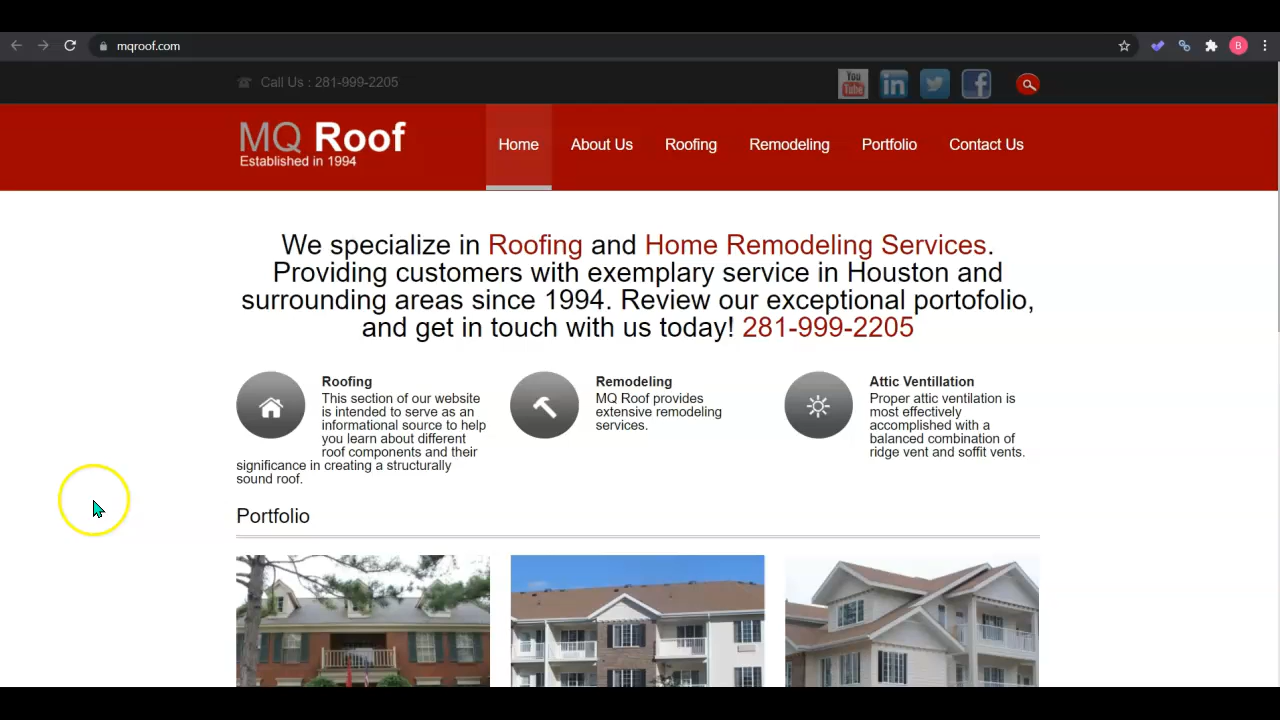 mqroof.com
B
Call Us : 281-999-2205
You
Tube
in
f
MQ Roof
Established in 1994
Home
About Us
Roofing
Remodeling
Portfolio
Contact Us
We specialize in Roofing and Home Remodeling Services.
Providing customers with exemplary service in Houston and
surrounding areas since 1994. Review our exceptional portofolio,
and get in touch with us today! 281-999-2205
Roofing
This section of our website
is intended to serve as an
informational source to help
you learn about different
roof components and their
significance in creating a structurally
sound roof.
Remodeling
MQ Roof provides
extensive remodeling
services.
Attic Ventillation
Proper attic ventilation is
most effectively
accomplished with a
balanced combination of
ridge vent and soffit vents.
Portfolio